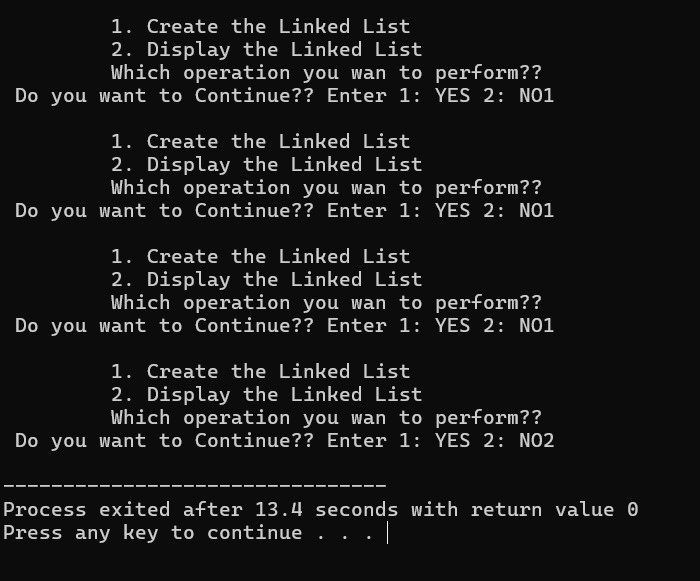 1. Create the Linked List
2. Display the Linked List
Which operation you wan to perform??
Do you want to Continue?? Enter 1: YES 2: NO1
1. Create the Linked List
2. Display the Linked List
Which operation you wan to perform??
Do you want to Continue?? Enter 1: YES 2: NO1
1. Create the Linked List
2. Display the Linked List
Which operation you wan to perform??
Do you want to Continue?? Enter 1: YES 2: NO1
1. Create the Linked List
2. Display the Linked List
Which operation you wan to perform??
Do you want to Continue?? Enter 1: YES 2: NO2
--------------------------------
Process exited after 13.4 seconds with return value 0
Press any key to continue . . .